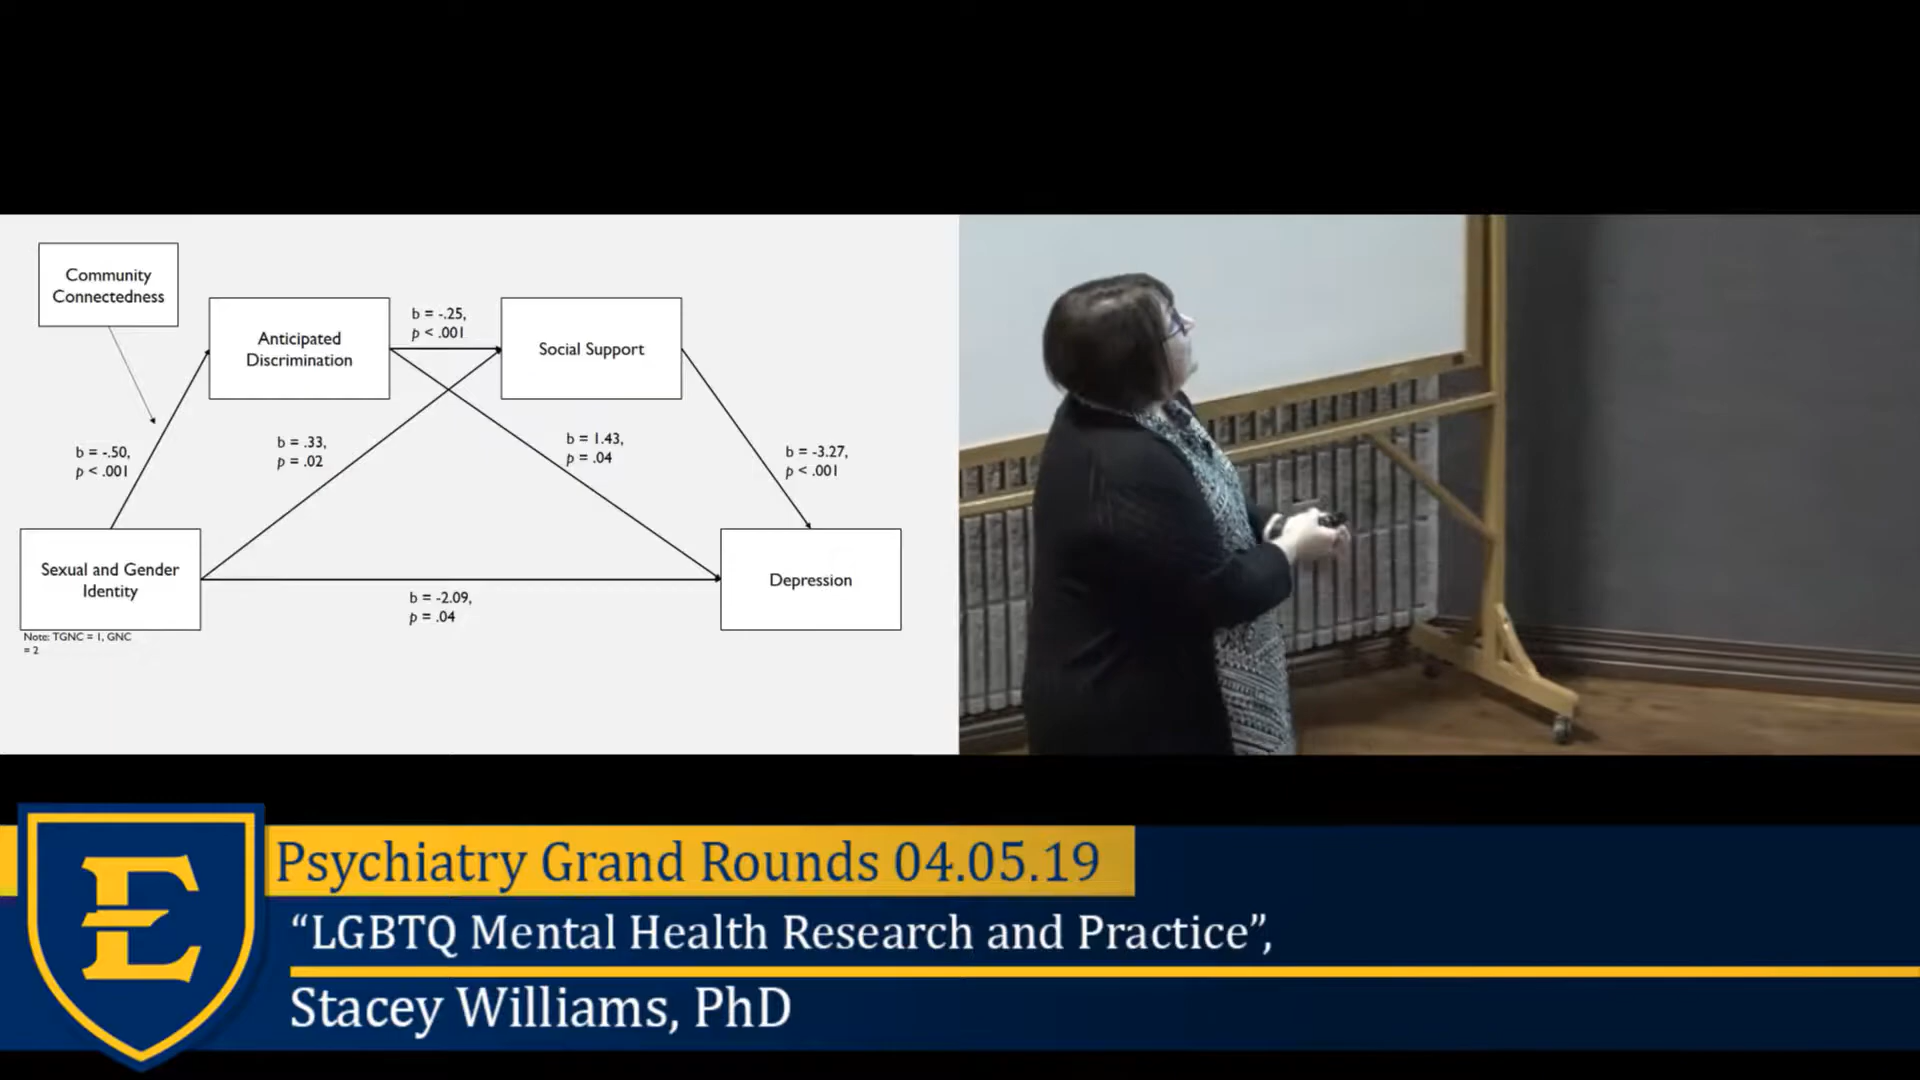 Community
Connectedness
Anticipated
Discrimination
b = -.25,
p < .001
Social Support
b = -.50,
p < .001
b = .33,
p = .02
b = 1.43,
p = .04
b = -3.27,
p < .001
Sexual and Gender
Identity
Depression
b = -2.09,
p = .04
Note: TGNC = 1, GNC
= 2
E
Psychiatry Grand Rounds 04.05.19
“LGBTQ Mental Health Research and Practice”,
Stacey Williams, PhD